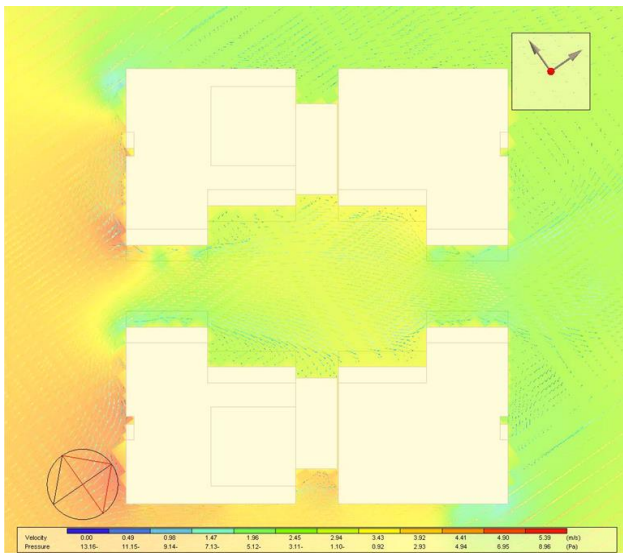 Velocity 0.00 0.49 0.98 1.47 1.96 2.45 2.94 3.43 3.92 4.41 4.90 5.39 (m/s)
Pressure 13.16- 11.15- 9.14- 7.13- 5.12- 3.11- 1.10- 0.92 2.93 4.94 6.95 8.96 (Pa)